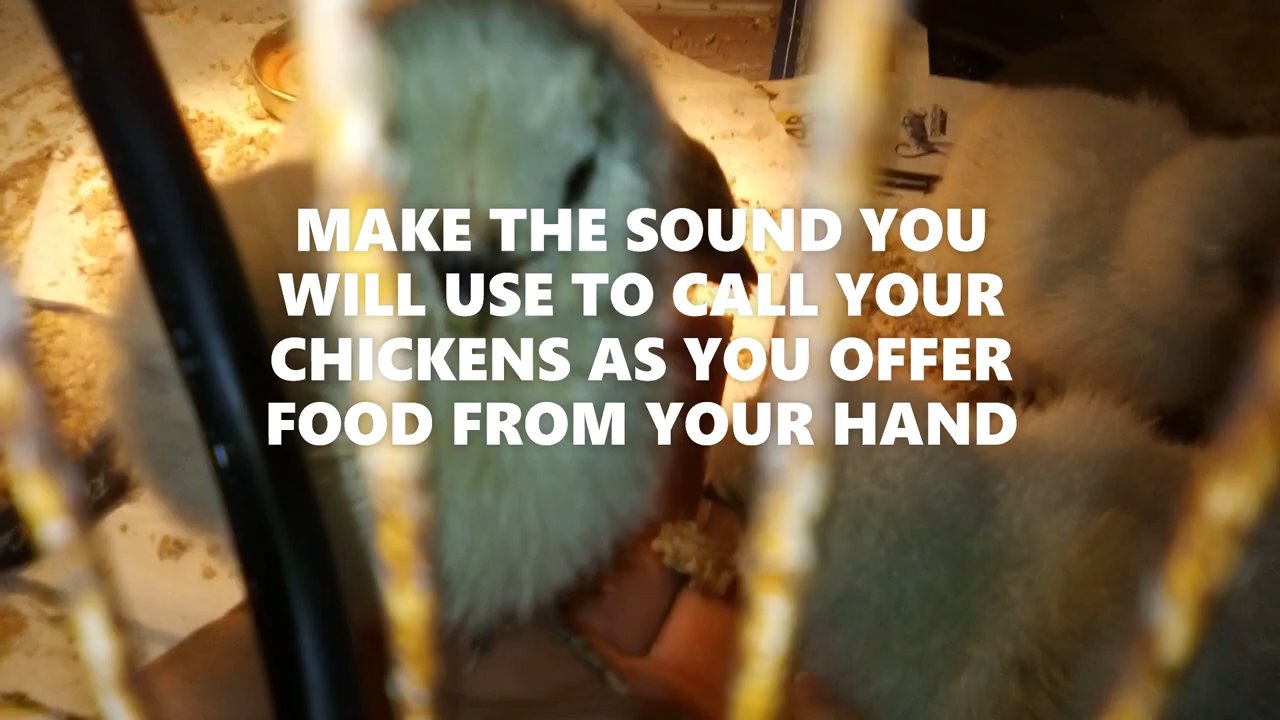 MAKE THE SOUND YOU
WILL USE TO CALL YOUR
CHICKENS AS YOU OFFER
FOOD FROM YOUR HAND